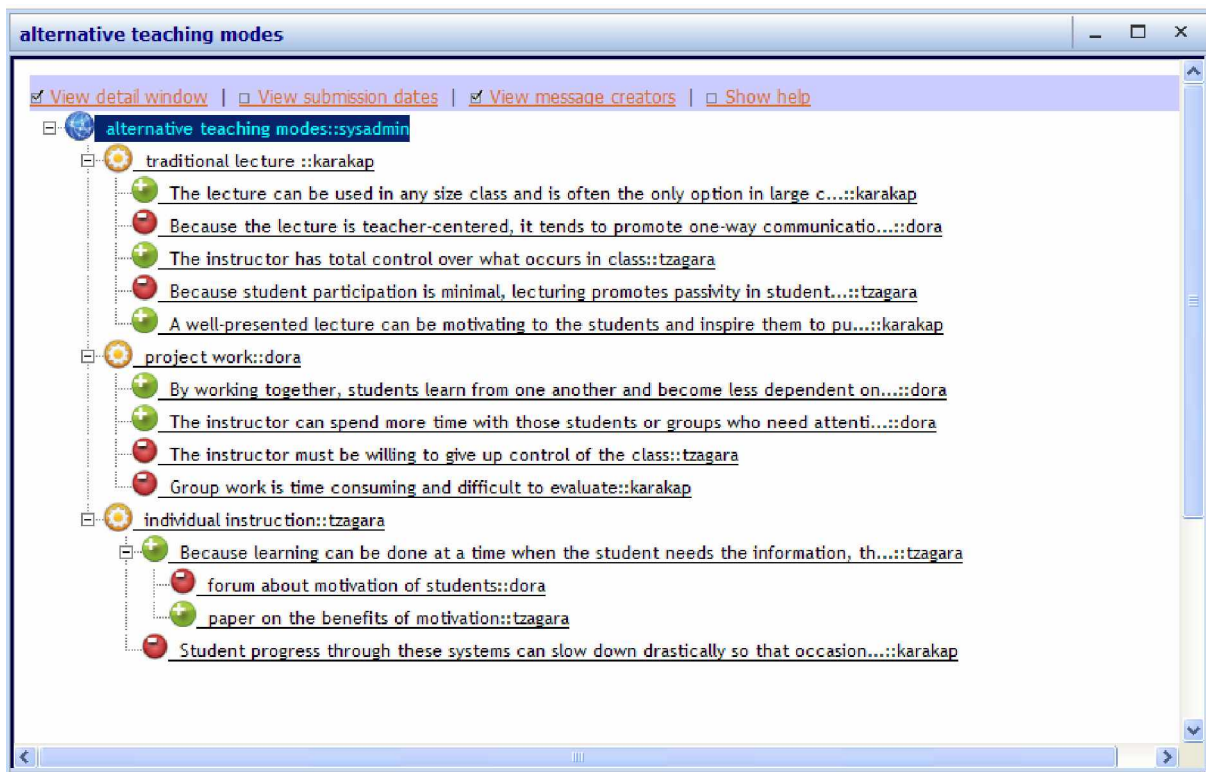 alternative teaching modes
View detail window | View submission dates | View message creators | Show help
alternative teaching modes::sysadmin
traditional lecture ::karakap
The lecture can be used in any size class and is often the only option in large c...::karakap
Because the lecture is teacher-centered, it tends to promote one-way communicatio...::dora
The instructor has total control over what occurs in class::tzagara
Because student participation is minimal, lecturing promotes passivity in student...::tzagara
A well-presented lecture can be motivating to the students and inspire them to pu...::karakap
project work::dora
By working together, students learn from one another and become less dependent on...::dora
The instructor can spend more time with those students or groups who need attenti...::dora
The instructor must be willing to give up control of the class::tzagara
Group work is time consuming and difficult to evaluate::karakap
individual instruction::tzagara
Because learning can be done at a time when the student needs the information, th...::tzagara
forum about motivation of students::dora
paper on the benefits of motivation::tzagara
Student progress through these systems can slow down drastically so that occasion...::karakap